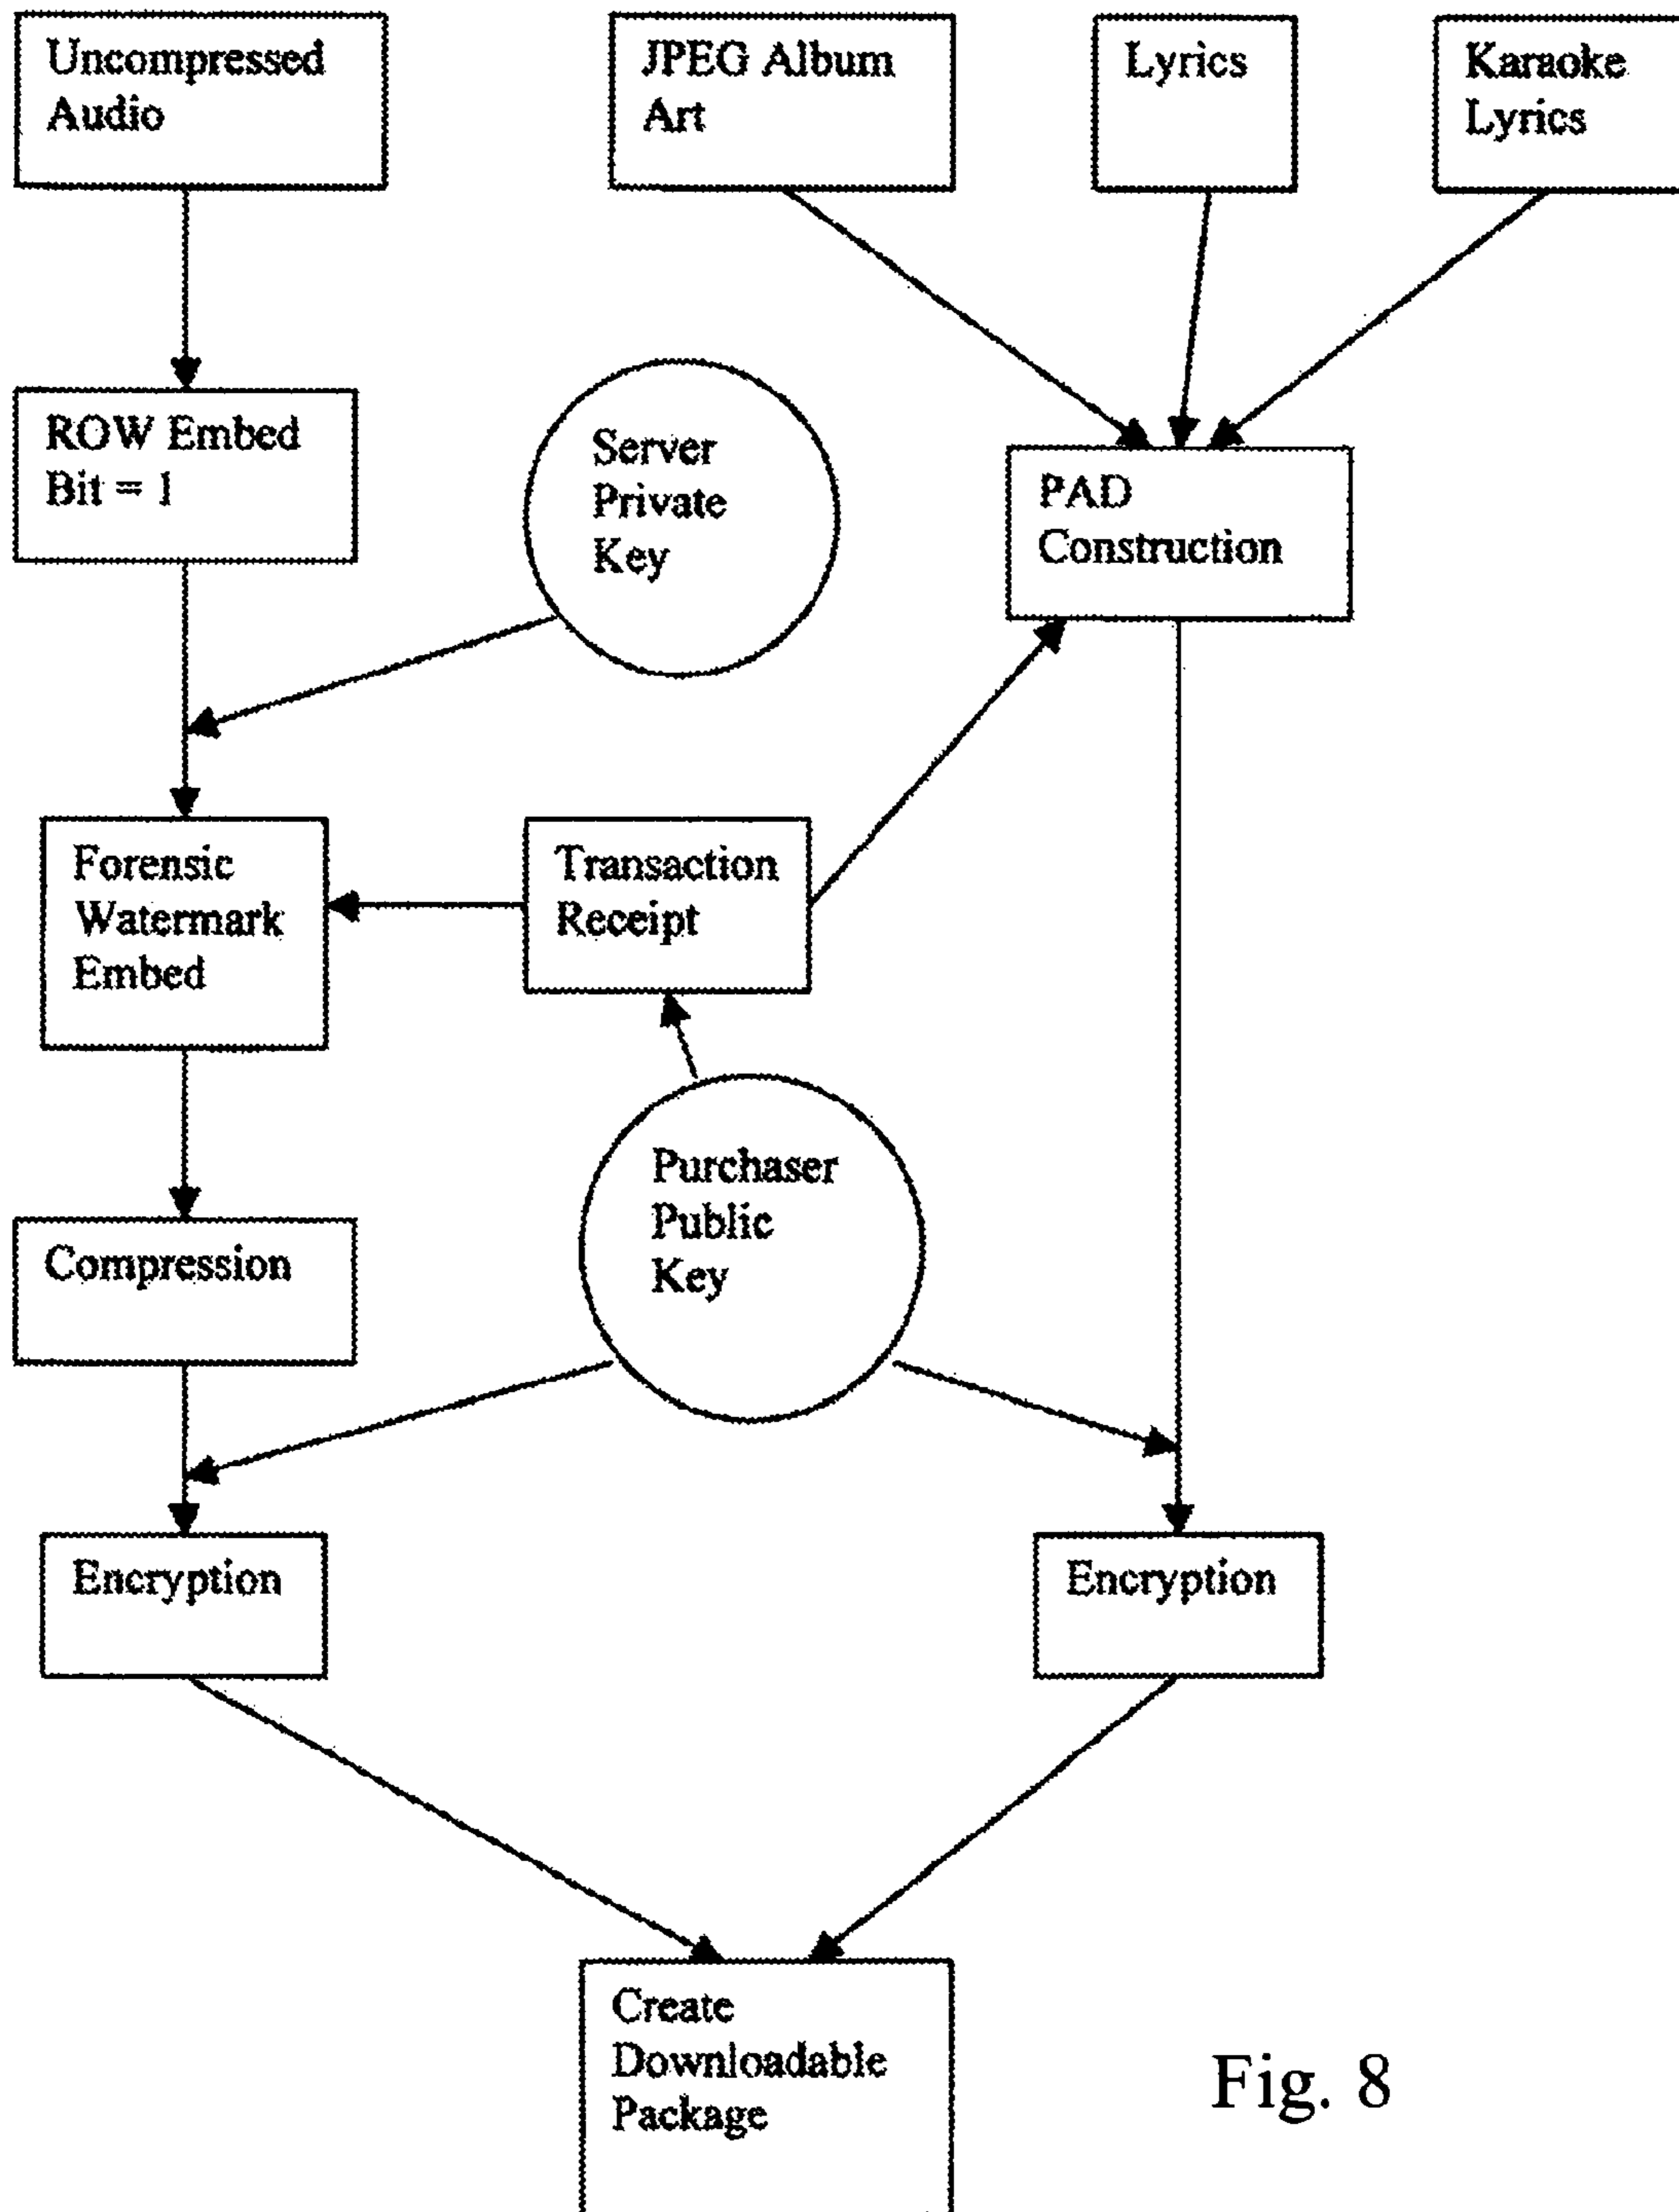 Uncompressed
Audio
JPEG Album
Art
Lyrics
Karaoke
Lyrics
ROW Embed
Bit = 1
Server
Private
Key
PAD
Construction
Forensic
Watermark
Embed
Transaction
Receipt
Purchaser
Public
Key
Compression
Encryption
Encryption
Create
Downloadable
Package
Fig. 8